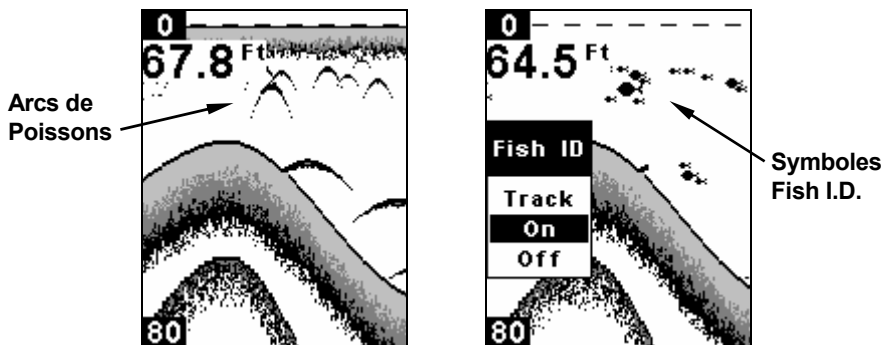 Arcs de
Poissons
0
67.8 Ft
80
0
64.5 Ft
Fish ID
Track
On
Off
80
Symboles
Fish I.D.